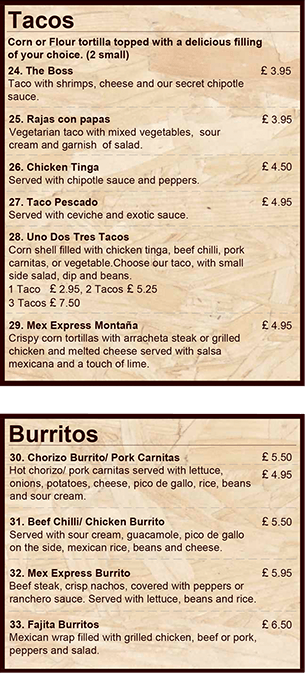 Tacos
Corn or Flour tortilla topped with a delicious filling
of your choice. (2 small)
24. The Boss £ 3.95
Taco with shrimps, cheese and our secret chipotle
sauce.
25. Rajas con papas £ 3.95
Vegetarian taco with mixed vegetables, sour
cream and garnish of salad.
26. Chicken Tinga £ 4.50
Served with chipotle sauce and peppers.
27. Taco Pescado £ 4.95
Served with ceviche and exotic sauce.
28. Uno Dos Tres Tacos
Corn shell filled with chicken tinga, beef chilli, pork
carnitas, or vegetable.Choose our taco, with small
side salad, dip and beans.
1 Taco £ 2.95, 2 Tacos £ 5.25
3 Tacos £ 7.50
29. Mex Express Montaña £ 4.95
Crispy corn tortillas with arracheta steak or grilled
chicken and melted cheese served with salsa
mexicana and a touch of lime.
Burritos
30. Chorizo Burrito/ Pork Carnitas £ 5.50
Hot chorizo/ pork carnitas served with lettuce, £ 4.95
onions, potatoes, cheese, pico de gallo, rice, beans
and sour cream.
31. Beef Chilli/ Chicken Burrito £ 5.50
Served with sour cream, guacamole, pico de gallo
on the side, mexican rice, beans and cheese.
32. Mex Express Burrito £ 5.95
Beef steak, crisp nachos, covered with peppers or
ranchero sauce. Served with lettuce, beans and rice.
33. Fajita Burritos £ 6.50
Mexican wrap filled with grilled chicken, beef or pork,
peppers and salad.